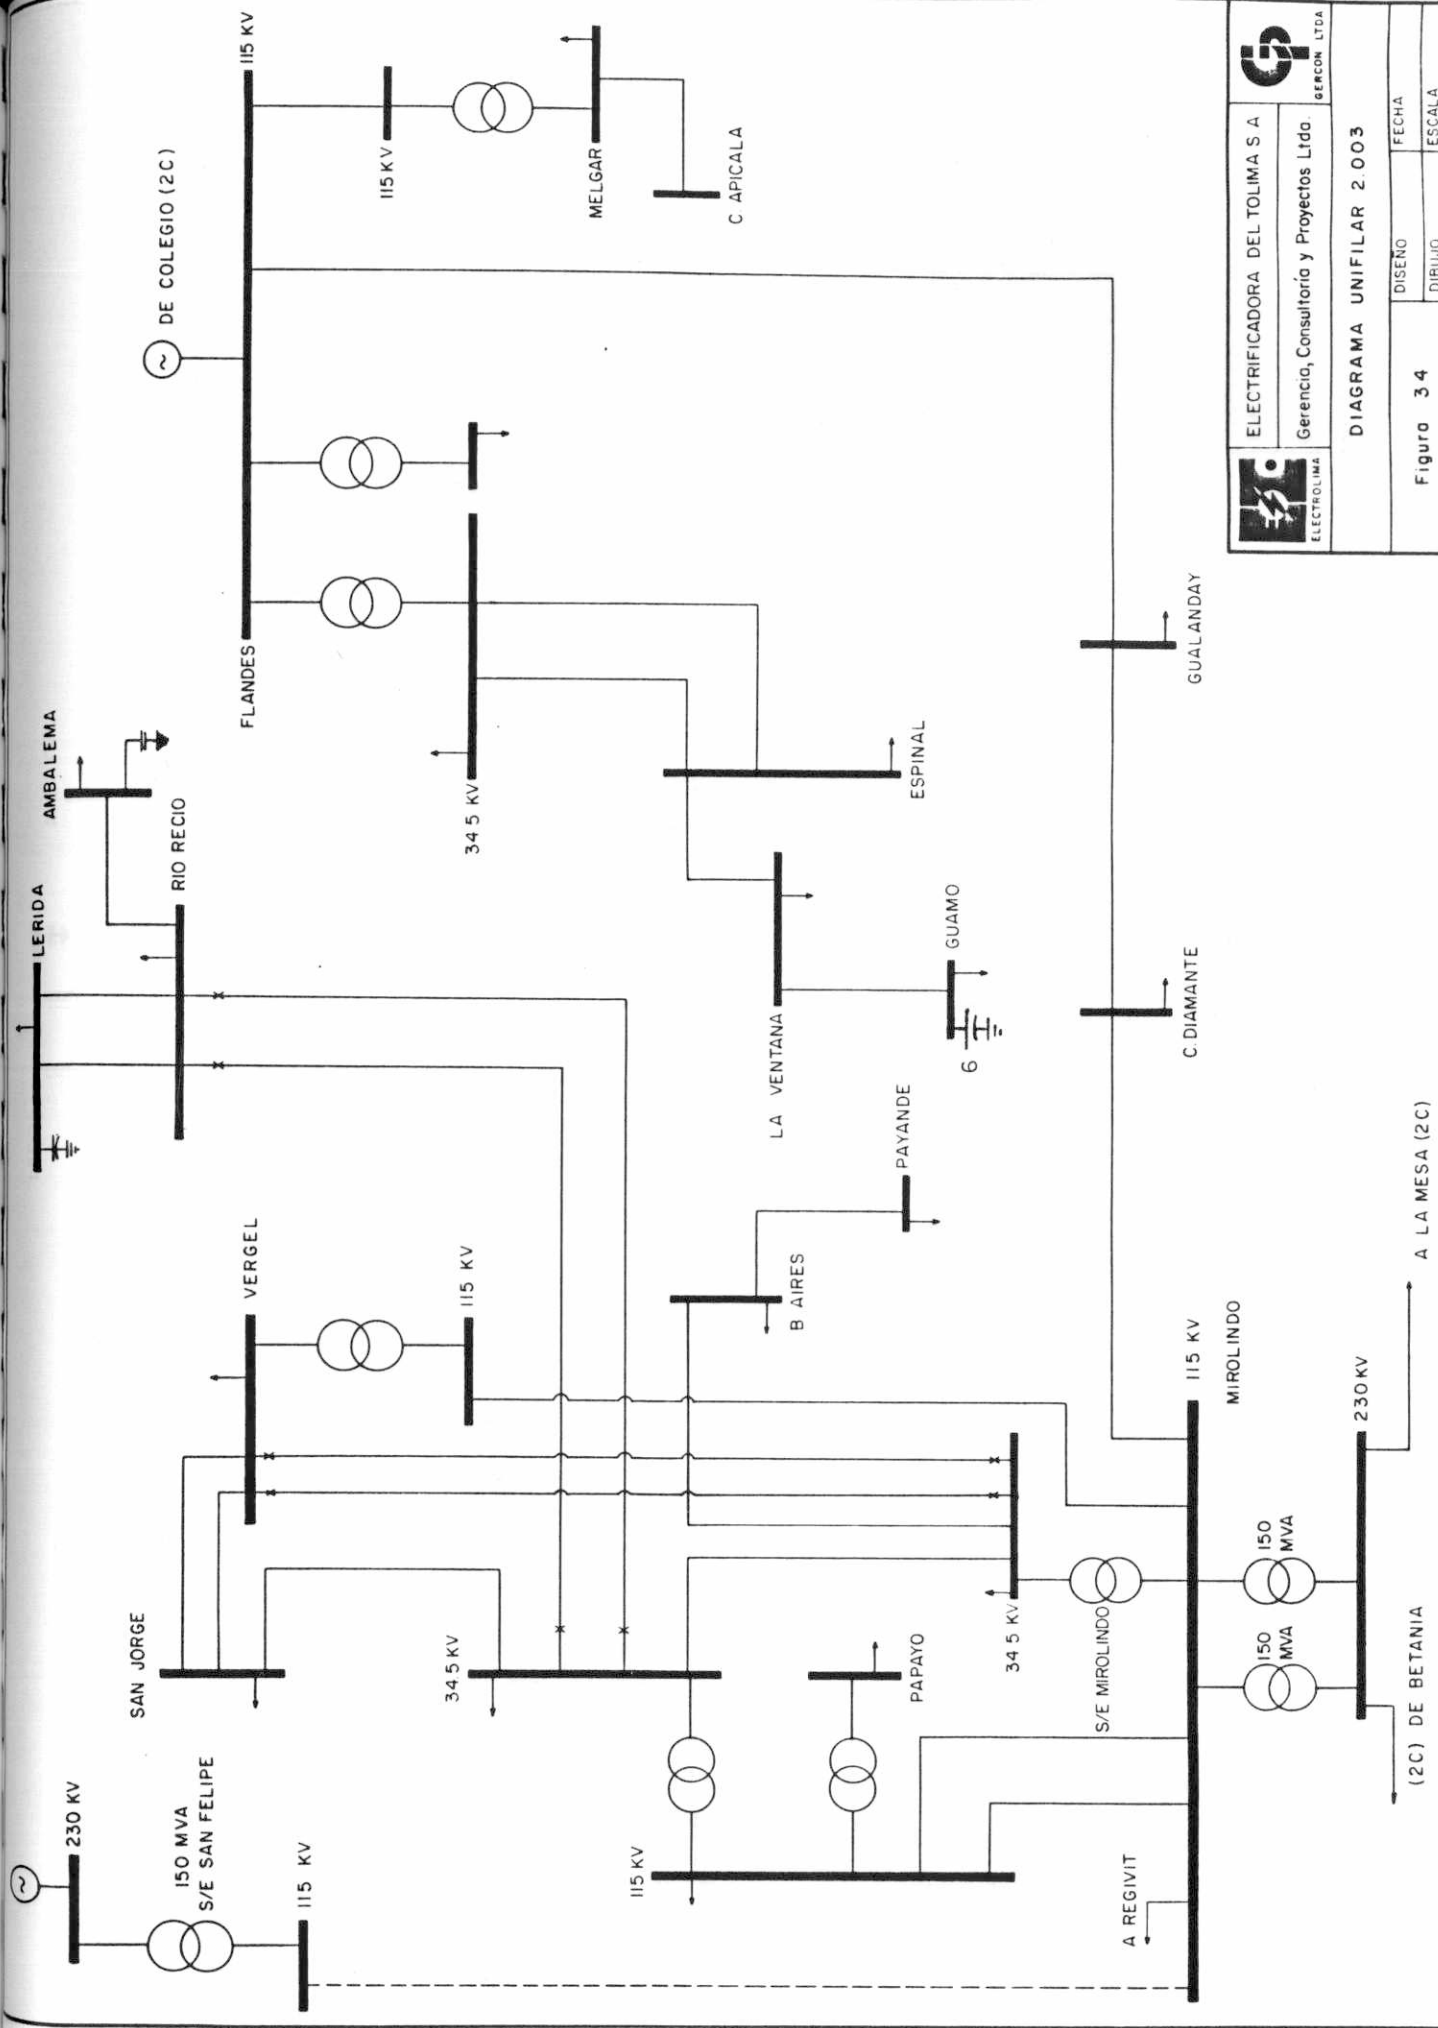 230 KV
150 MVA
S/E SAN FELIPE
115 KV
SAN JORGE
VERGEL
115 KV
LERIDA
RIO RECIO
AMBALEMA
FLANDES
DE COLEGIO (2C)
115 KV
115 KV
MELGAR
C. APICALA
34 5 KV
34.5 KV
ESPINAL
LA VENTANA
GUAMO
6
B AIRES
PAYANDE
115 KV
PAPAYO
34 5 KV
S/E MIROLINDO
115 KV
MIROLINDO
C. DIAMANTE
GUALANDAY
A REGIVIT
150
MVA
150
MVA
230 KV
(2C) DE BETANIA
A LA MESA (2C)
ELECTROLIMA
ELECTRIFICADORA DEL TOLIMA S A
Gerencia, Consultoría y Proyectos Ltda.
GERCON LTDA
DIAGRAMA UNIFILAR 2.003
Figura 34
DISEÑO
FECHA
DIBUJO
ESCALA